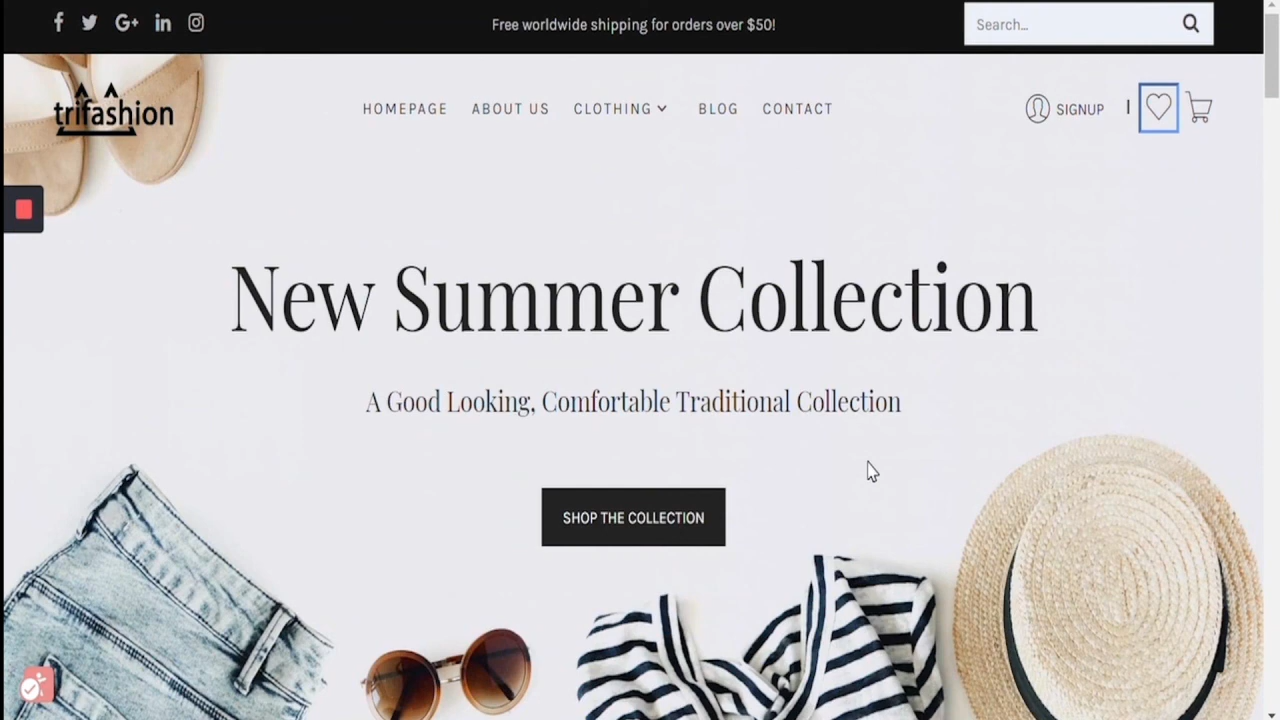 Free worldwide shipping for orders over $50!
Search...
trifashion
HOMEPAGE ABOUT US CLOTHING BLOG CONTACT
SIGNUP
New Summer Collection
A Good Looking, Comfortable Traditional Collection
SHOP THE COLLECTION